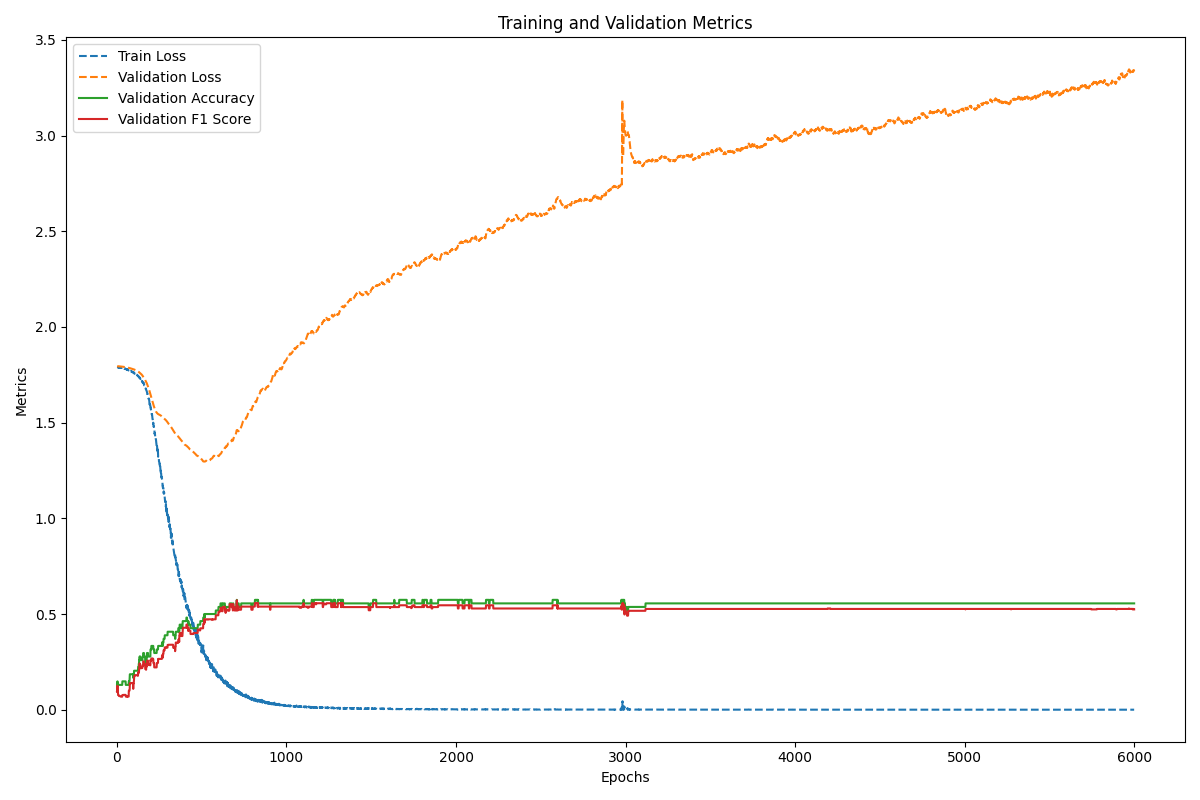 Training and Validation Metrics
3.5
3.0
2.5
2.0
1.5
1.0
0.5
0.0
Metrics
Train Loss
Validation Loss
Validation Accuracy
Validation F1 Score
0
1000
2000
3000
4000
5000
6000
Epochs